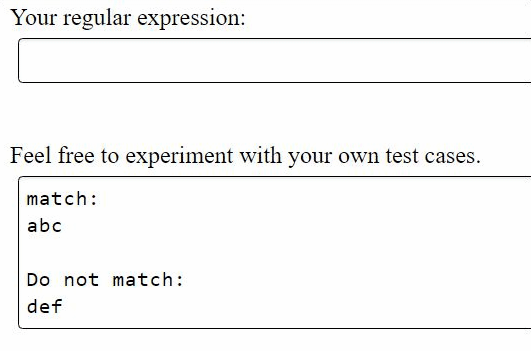 Your regular expression:
Feel free to experiment with your own test cases.
match:
abc
Do not match:
def